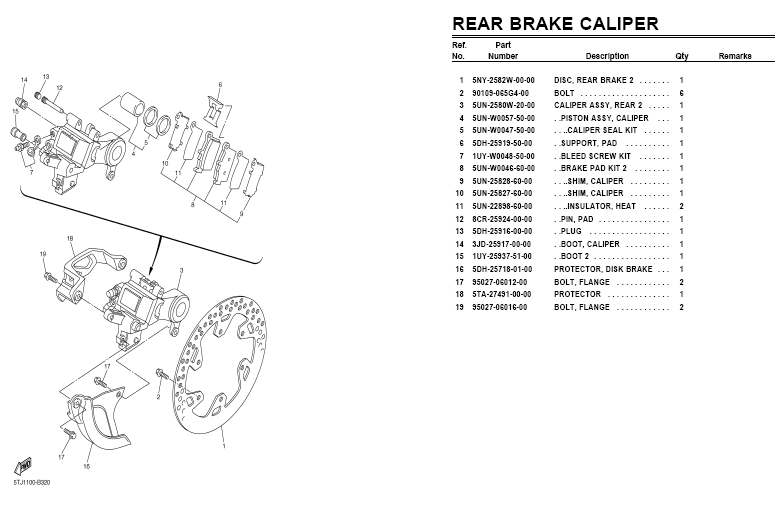 REAR BRAKE CALIPER
Ref. Part
No. Number Description Qty Remarks
1 5NY-2582W-00-00 DISC, REAR BRAKE 2 . . . . . . . 1
2 90109-065G4-00 BOLT . . . . . . . . . . . . . . . . . . . 6
3 5UN-2580W-20-00 CALIPER ASSY, REAR 2 . . . . . 1
4 5UN-W0057-50-00 . .PISTON ASSY, CALIPER . . . 1
5 5UN-W0047-50-00 . . . .CALIPER SEAL KIT . . . . . . 1
6 5DH-25919-50-00 . .SUPPORT, PAD . . . . . . . . . . 1
7 1UY-W0048-50-00 . .BLEED SCREW KIT . . . . . . 1
8 5UN-W0046-60-00 . .BRAKE PAD KIT 2 . . . . . . . . 1
9 5UN-25828-60-00 . . . .SHIM, CALIPER . . . . . . . . . 1
10 5UN-25827-60-00 . . . .SHIM, CALIPER . . . . . . . . . 1
11 5UN-22898-60-00 . . . .INSULATOR, HEAT . . . . . . 2
12 8CR-25924-00-00 . .PIN, PAD . . . . . . . . . . . . . . . 1
13 5DH-25916-00-00 . .PLUG . . . . . . . . . . . . . . . . . 1
14 3JD-25917-00-00 . .BOOT, CALIPER . . . . . . . . . . 1
15 1UY-25937-51-00 . .BOOT 2 . . . . . . . . . . . . . . . . 1
16 5DH-25718-01-00 PROTECTOR, DISK BRAKE . . . 1
17 95027-06012-00 BOLT, FLANGE . . . . . . . . . . . . 2
18 5TA-27491-00-00 PROTECTOR . . . . . . . . . . . . . . 1
19 95027-06016-00 BOLT, FLANGE . . . . . . . . . . . . 2
13
14
12
6
15
4
5
7
10
11
8
11
9
18
19
3
17
2
1
17
16
5TJ1100-B320